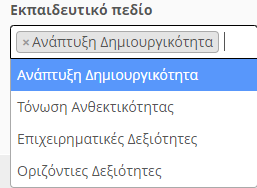 Εκπαιδευτικό πεδίο
×Ανάπτυξη Δημιουργικότητα
Ανάπτυξη Δημιουργικότητα
Τόνωση Ανθεκτικότητας
Επιχειρηματικές Δεξιότητες
Οριζόντιες Δεξιότητες